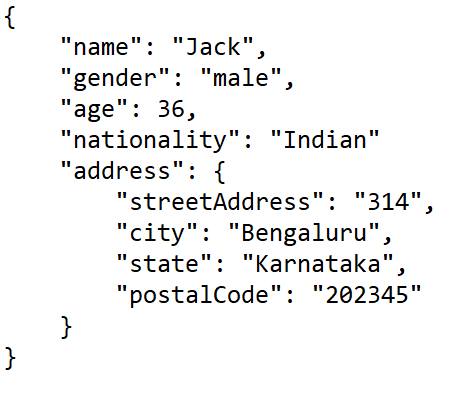 {
    "name": "Jack",
    "gender": "male",
    "age": 36,
    "nationality": "Indian"
    "address": {
        "streetAddress": "314",
        "city": "Bengaluru",
        "state": "Karnataka",
        "postalCode": "202345"
    }
}